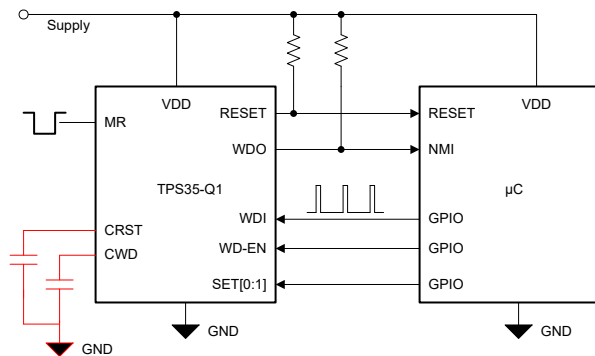 Supply
VDD
VDD
RESET
RESET
MR
WDO
NMI
TPS35-Q1
µC
WDI
GPIO
CRST
WD-EN
GPIO
CWD
SET[0:1]
GPIO
GND
GND
GND